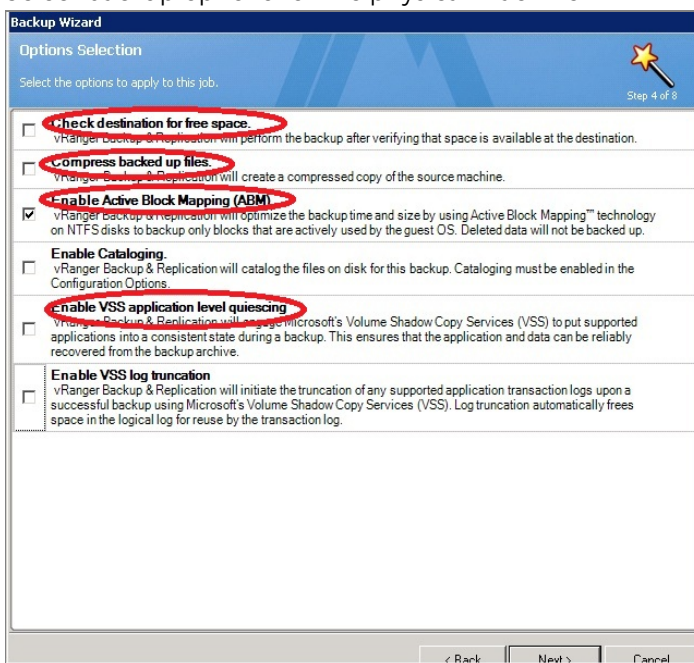 Backup Wizard
Options Selection
Select the options to apply to this job.
Step 4 of 8
Check destination for free space.
vRanger Backup & Replication will perform the backup after verifying that space is available at the destination.
Compress backed up files.
vRanger Backup & Replication will create a compressed copy of the source machine.
Enable Active Block Mapping (ABM)
vRanger Backup & Replication will optimize the backup time and size by using Active Block Mapping™ technology
on NTFS disks to backup only blocks that are actively used by the guest OS. Deleted data will not be backed up.
Enable Cataloging.
vRanger Backup & Replication will catalog the files on disk for this backup. Cataloging must be enabled in the
Configuration Options.
Enable VSS application level quiescing
vRanger Backup & Replication will engage Microsoft's Volume Shadow Copy Services (VSS) to put supported
applications into a consistent state during a backup. This ensures that the application and data can be reliably
recovered from the backup archive.
Enable VSS log truncation
vRanger Backup & Replication will initiate the truncation of any supported application transaction logs upon a
successful backup using Microsoft's Volume Shadow Copy Services (VSS). Log truncation automatically frees
space in the logical log for reuse by the transaction log.
< Back Next > Cancel